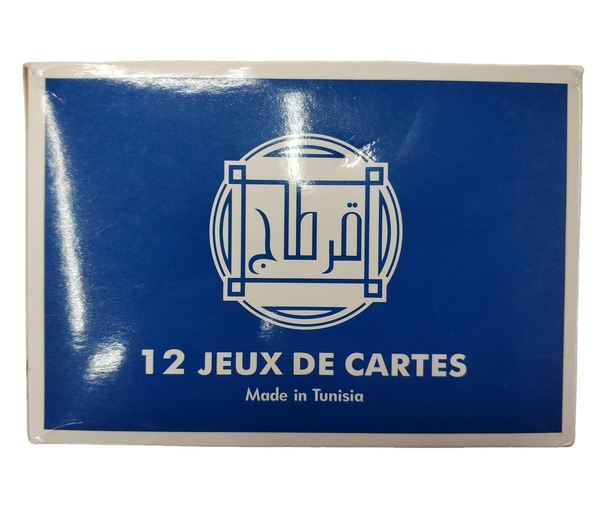 قرطاج
12 JEUX DE CARTES
Made in Tunisia